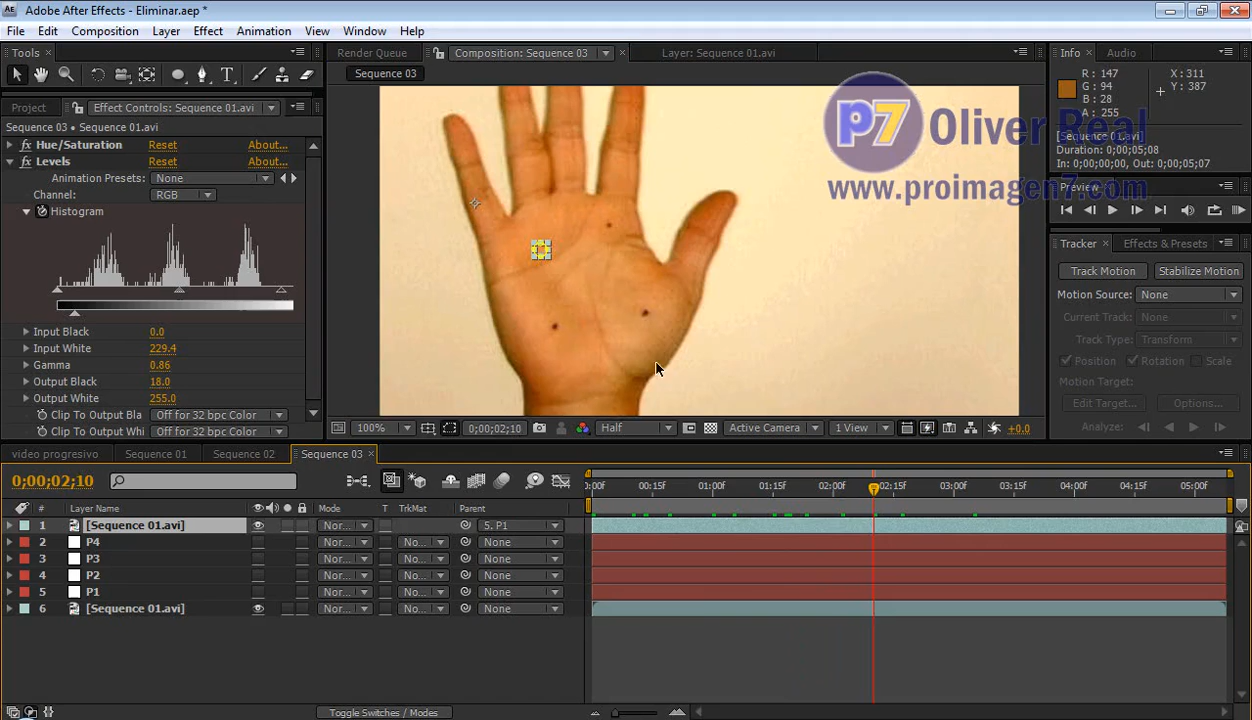 Adobe After Effects - Eliminar.aep *
File Edit Composition Layer Effect Animation View Window Help
Tools
Render Queue Composition: Sequence 03 Layer: Sequence 01.avi
Sequence 03
Info Audio
R: 147
G: 94
B: 28
A: 255
X: 311
Y: 387
[Sequence 01.avi]
Duration: 0;00;05;08
In: 0;00;00;00, Out: 0;00;05;07
p7 Oliver Real
www.proimagen7.com
Preview
Tracker Effects & Presets
Track Motion Stabilize Motion
Motion Source: None
Current Track: None
Track Type: Transform
Position Rotation Scale
Motion Target:
Edit Target... Options...
Analyze:
Project Effect Controls: Sequence 01.avi
Sequence 03 • Sequence 01.avi
fx Hue/Saturation Reset About...
fx Levels Reset About...
Animation Presets: None
Channel: RGB
Histogram
Input Black 0.0
Input White 229.4
Gamma 0.86
Output Black 18.0
Output White 255.0
Clip To Output Bla Off for 32 bpc Color
Clip To Output Whi Off for 32 bpc Color
100% 0;00;02;10 Half Active Camera 1 View +0.0
video progresivo Sequence 01 Sequence 02 Sequence 03
0;00;02;10
0:00f 00:15f 01:00f 01:15f 02:00f 02:15f 03:00f 03:15f 04:00f 04:15f 05:00f
# Layer Name Mode T TrkMat Parent
1 [Sequence 01.avi] Nor... 5. P1
2 P4 Nor... No... None
3 P3 Nor... No... None
4 P2 Nor... No... None
5 P1 Nor... No... None
6 [Sequence 01.avi] Nor... No... None
Toggle Switches / Modes